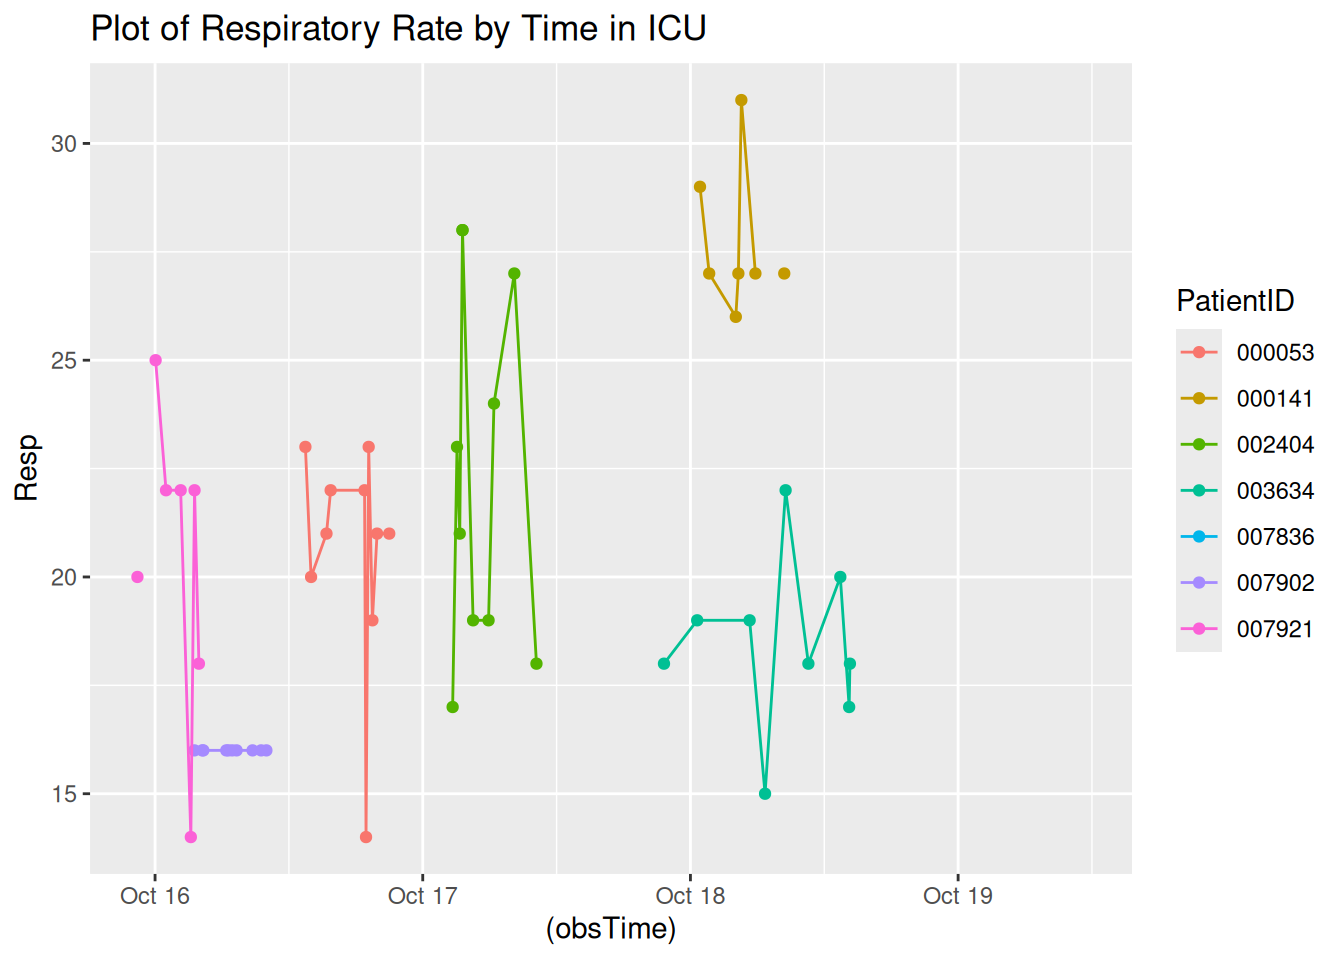 Plot of Respiratory Rate by Time in ICU
30
25
20
15
Resp
Oct 16
Oct 17
Oct 18
Oct 19
(obsTime)
PatientID
000053
000141
002404
003634
007836
007902
007921